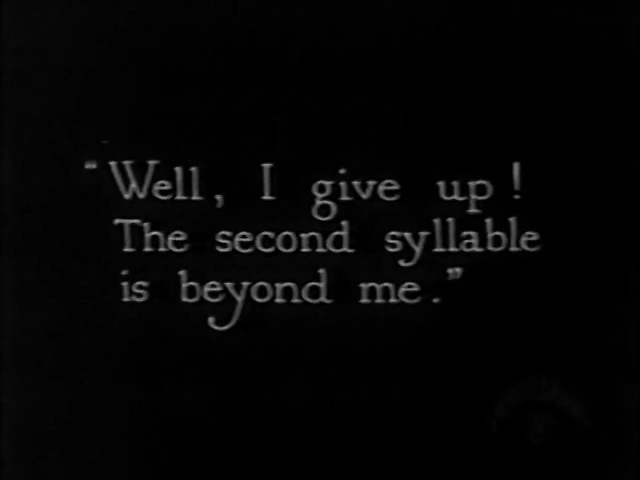 "Well, I give up!
The second syllable
is beyond me."